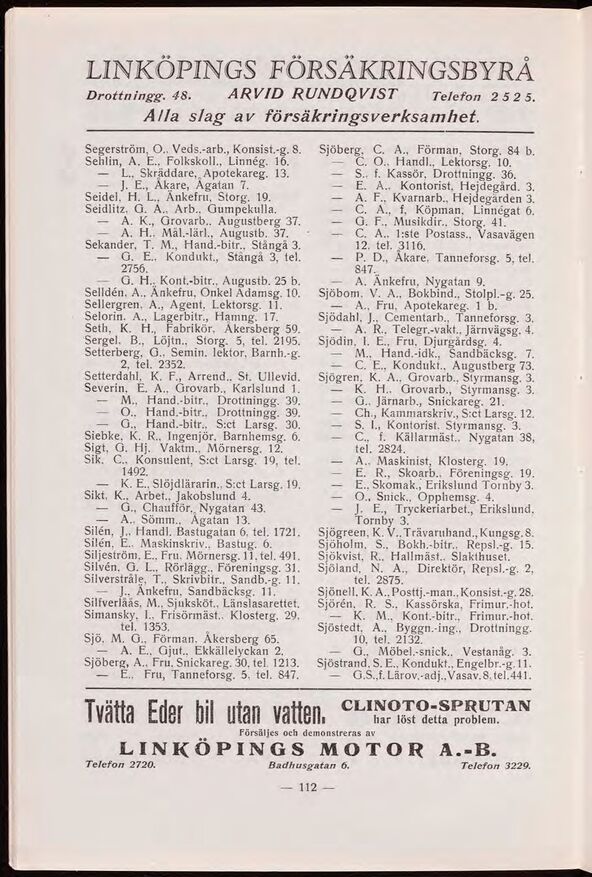 LINKÖPINGS FÖRSÄKRINGSBYRÅ
Drottningg. 48. ARVID RUNDQVIST Telefon 2 5 2 5.
Alla slag av försäkringsverksamhet.
Segerström, O., Veds.-arb., Konsist.-g. 8.
Sehlin, A. E., Folkskoll., Linnég. 16.
— L., Skräddare, Apotekareg. 13.
— J. E., Åkare, Ågatan 7.
Seidel, H. L., Änkefru, Storg. 19.
Seidlitz, G. A., Arb., Gumpekulla.
— A. K., Grovarb., Augustberg 37.
— A. H., Mål.-lärl., Augustb. 37.
Sekander, T. M., Hand.-bitr., Stångå 3.
— G. E., Kondukt., Stångå 3, tel.
2756.
— G. H., Kont.-bitr., Augustb. 25 b.
Selldén, A., Änkefru, Onkel Adamsg. 10.
Sellergren, A., Agent, Lektorsg. 11.
Selorin, A., Lagerbitr., Hamng. 17.
Seth, K. H., Fabrikör, Åkersberg 59.
Sergel, B., Löjtn., Storg. 5, tel. 2195.
Setterberg, G., Semin. lektor, Barnh.-g.
2, tel. 2352.
Setterdahl, K. F., Arrend., St. Ullevid.
Severin, E. A., Grovarb., Karlslund 1.
— M., Hand.-bitr., Drottningg. 39.
— O., Hand.-bitr., Drottningg. 39.
— G., Hand.-bitr., S:ct Larsg. 30.
Siebke, K. R., Ingenjör, Barnhemsg. 6.
Sigt, G. Hj. Vaktm., Mörnersg. 12.
Sik, C., Konsulent, S:ct Larsg. 19, tel.
1492.
— K. E., Slöjdlärarin., S:ct Larsg. 19.
Sikt, K., Arbet., Jakobslund 4.
— G., Chaufför, Nygatan 43.
— A., Sömm., Ågatan 13.
Silén, J., Handl. Bastugatan 6, tel. 1721.
Silén, E., Maskinskriv., Bastug. 6.
Siljeström, E., Fru, Mörnersg. 11, tel. 491.
Silvén, G. L., Rörlägg., Föreningsg. 31.
Silverstråle, T., Skrivbitr., Sandb.-g. 11.
— J., Änkefru, Sandbäcksg. 11.
Silfverlåås, M., Sjuksköt., Länslasarettet.
Simansky, I., Frisörmäst., Klosterg. 29.
tel. 1353.
Sjö, M. G., Förman, Åkersberg 65.
— A. E., Gjut., Ekkällelyckan 2.
Sjöberg, A., Fru, Snickareg. 30, tel. 1213.
— E., Fru, Tanneforsg. 5, tel. 847.
Sjöberg, C. A., Förman, Storg. 84 b.
— C. O., Handl., Lektorsg. 10.
— S., f. Kassör, Drottningg. 36.
— E. A., Kontorist, Hejdegård. 3.
— A. F., Kvarnarb., Hejdegården 3.
— C. A., f. Köpman, Linnégat 6.
— G. F., Musikdir., Storg. 41.
— C. A., 1:ste Postass., Vasavägen
12, tel. 3116.
— P. D., Åkare, Tanneforsg. 5, tel.
847.
— A. Änkefru, Nygatan 9.
Sjöbom, V. A., Bokbind., Stolpl.-g. 25.
— A., Fru, Apotekareg. 1 b.
Sjödahl, J., Cementarb., Tanneforsg. 3.
— A. R., Telegr.-vakt., Järnvägsg. 4.
Sjödin, I. E., Fru, Djurgårdsg. 4.
— M., Hand.-idk., Sandbäcksg. 7.
— C. E., Kondukt., Augustberg 73.
Sjögren, K. A., Grovarb., Styrmansg. 3.
— K. H., Grovarb., Styrmansg. 3.
— G., Järnarb., Snickareg. 21.
— Ch., Kammarskriv., S:ct Larsg. 12.
— S. I., Kontorist, Styrmansg. 3.
— C., f. Källarmäst., Nygatan 38,
tel. 2824.
— A., Maskinist, Klosterg. 19.
— E. R., Skoarb., Föreningsg. 19.
— E., Skomak., Erikslund Tornby 3.
— O., Snick., Opphemsg. 4.
— J. E., Tryckeriarbet., Erikslund,
Tornby 3.
Sjögreen, K. V., Trävaruhand., Kungsg. 8.
Sjöholm, S., Bokh.-bitr., Repsl.-g. 15.
Sjökvist, R., Hallmäst., Slakthuset.
Sjöland, N. A., Direktör, Repsl.-g. 2,
tel. 2875.
Sjönell, K. A., Posttj.-man., Konsist.-g. 28.
Sjörén, R. S., Kassörska, Frimur.-hot.
— K. M., Kont.-bitr., Frimur.-hot.
Sjöstedt, A., Byggn.-ing., Drottningg.
10, tel. 2132.
— G., Möbel.-snick., Vestanåg. 3.
Sjöstrand, S. E., Kondukt., Engelbr.-g. 11.
— G.S., f. Lärov.-adj., Vasav. 8, tel. 441.
Tvätta Eder bil utan vatten. CLINOTO-SPRUTAN
har löst detta problem.
Försäljes och demonstreras av
LINKÖPINGS MOTOR A.-B.
Telefon 2720. Badhusgatan 6. Telefon 3229.
— 112 —